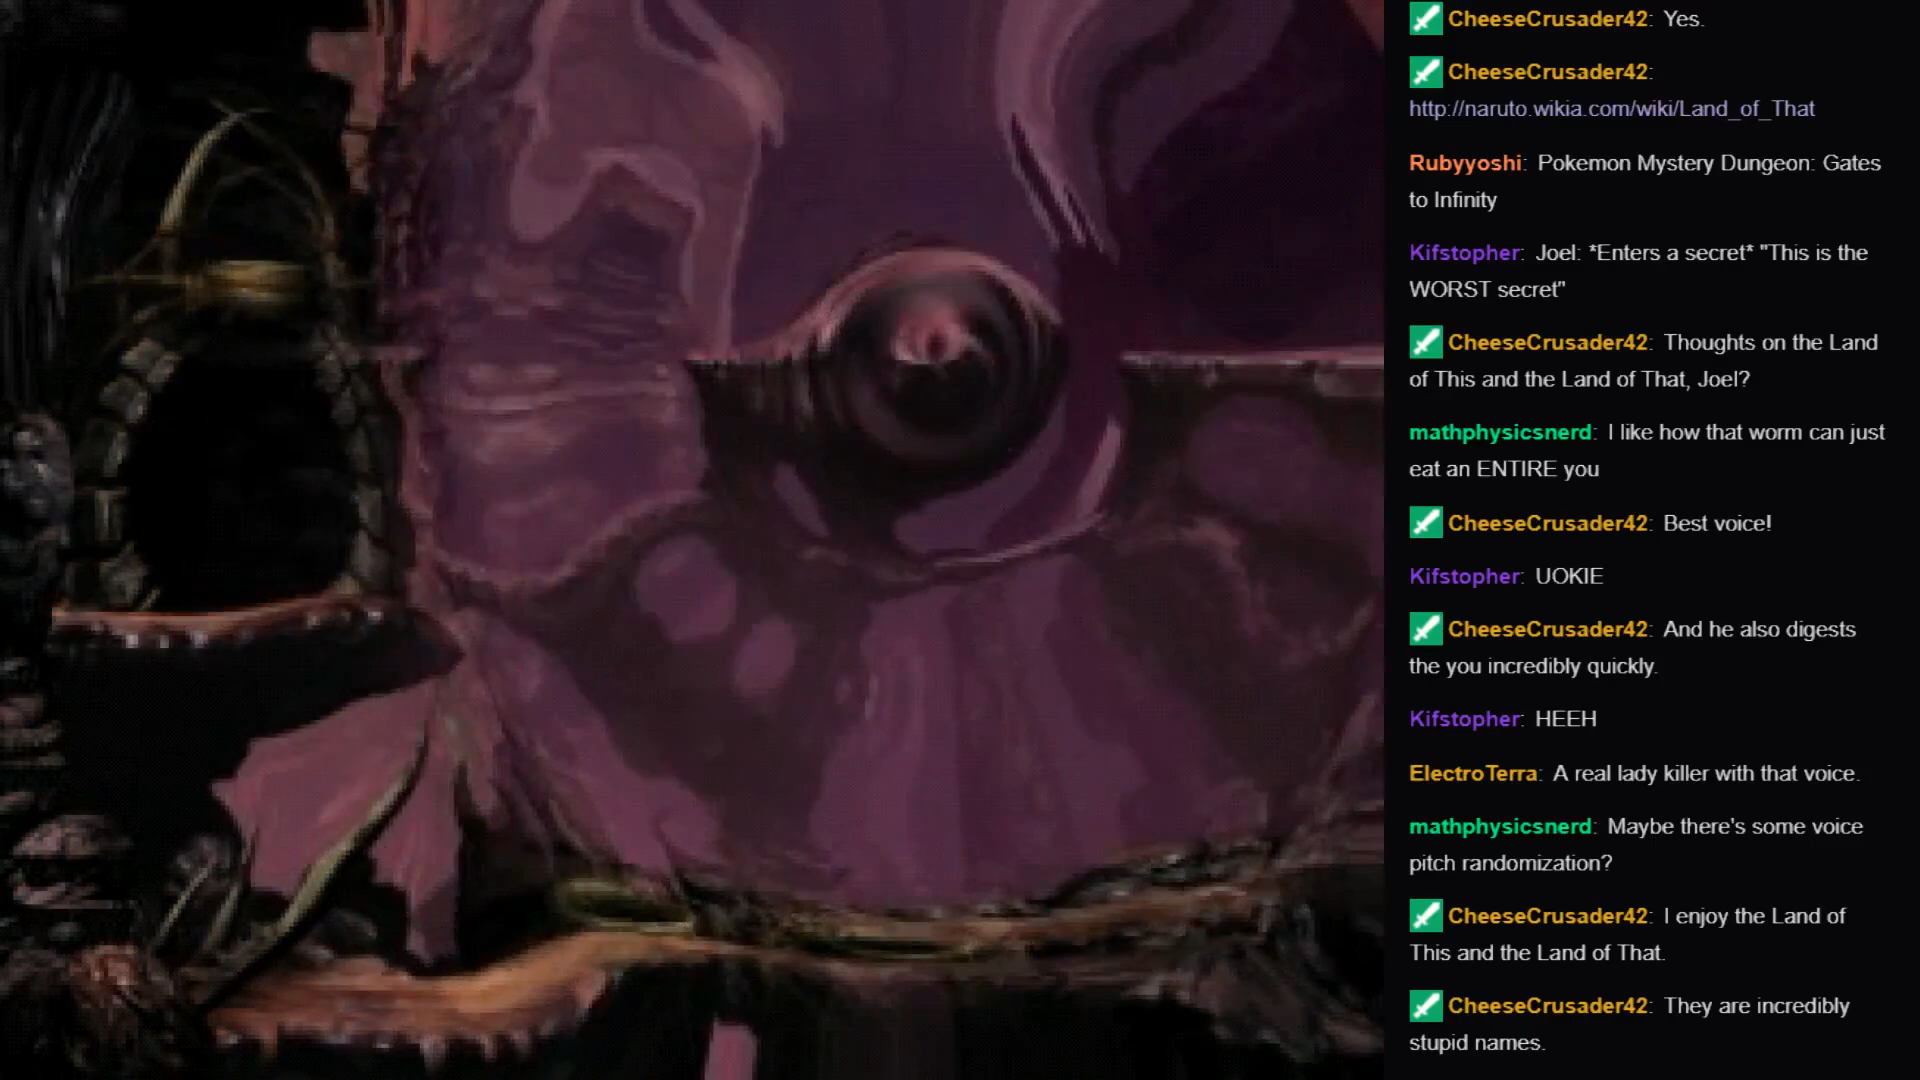 CheeseCrusader42: Yes.
CheeseCrusader42:
http://naruto.wikia.com/wiki/Land_of_That
Rubyyoshi: Pokemon Mystery Dungeon: Gates
to Infinity
Kifstopher: Joel: *Enters a secret* "This is the
WORST secret"
CheeseCrusader42: Thoughts on the Land
of This and the Land of That, Joel?
mathphysicsnerd: I like how that worm can just
eat an ENTIRE you
CheeseCrusader42: Best voice!
Kifstopher: UOKIE
CheeseCrusader42: And he also digests
the you incredibly quickly.
Kifstopher: HEEH
ElectroTerra: A real lady killer with that voice.
mathphysicsnerd: Maybe there's some voice
pitch randomization?
CheeseCrusader42: I enjoy the Land of
This and the Land of That.
CheeseCrusader42: They are incredibly
stupid names.